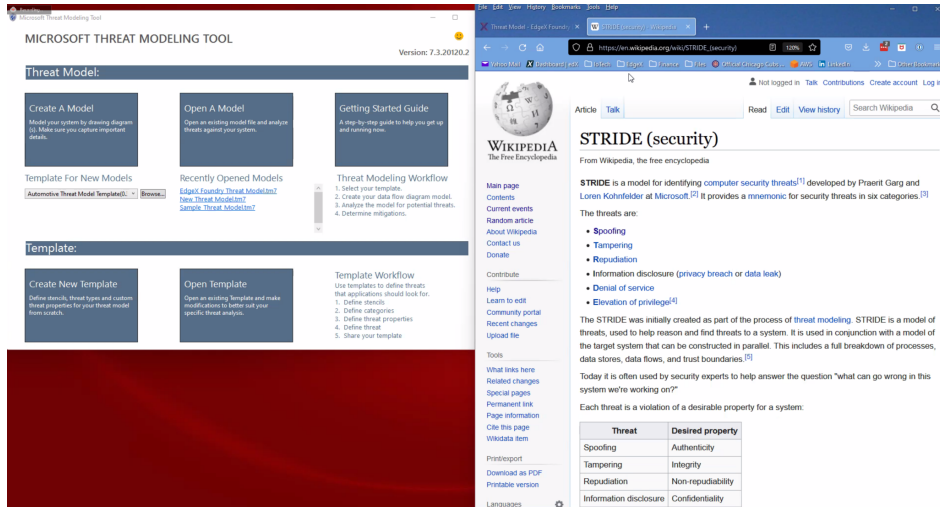 Recording
Microsoft Threat Modeling Tool
MICROSOFT THREAT MODELING TOOL
Version: 7.3.20120.2
Threat Model:
Create A Model
Model your system by drawing diagram
(s). Make sure you capture important
details.
Open A Model
Open an existing model file and analyze
threats against your system.
Getting Started Guide
A step-by-step guide to help you get up
and running now.
Template For New Models
Automotive Threat Model Template(0.
Browse...
Recently Opened Models
EdgeX Foundry Threat Model.tm7
New Threat Model.tm7
Sample Threat Model.tm7
Threat Modeling Workflow
1. Select your template.
2. Create your data flow diagram model.
3. Analyze the model for potential threats.
4. Determine mitigations.
Template:
Create New Template
Define stencils, threat types and custom
threat properties for your threat model
from scratch.
Open Template
Open an existing Template and make
modifications to better suit your
specific threat analysis.
Template Workflow
Use templates to define threats
that applications should look for.
1. Define stencils
2. Define categories
3. Define threat properties
4. Define threat
5. Share your template
File Edit View History Bookmarks Tools Help
Threat Model - EdgeX Foundry
STRIDE (security) - Wikipedia
https://en.wikipedia.org/wiki/STRIDE_(security)
120%
Yahoo Mail Dashboard | edX InTech EdgeX Finance Files Official Chicago Cubs ... AWS LinkedIn Other Bookmar
Not logged in Talk Contributions Create account Log i
Article Talk Read Edit View history Search Wikipedia
WIKIPEDIA
The Free Encyclopedia
Main page
Contents
Current events
Random article
About Wikipedia
Contact us
Donate
Contribute
Help
Learn to edit
Community portal
Recent changes
Upload file
Tools
What links here
Related changes
Special pages
Permanent link
Page information
Cite this page
Wikidata item
Print/export
Download as PDF
Printable version
Languages
STRIDE (security)
From Wikipedia, the free encyclopedia
STRIDE is a model for identifying computer security threats[1] developed by Praerit Garg and
Loren Kohnfelder at Microsoft.[2] It provides a mnemonic for security threats in six categories.[3]
The threats are:
• Spoofing
• Tampering
• Repudiation
• Information disclosure (privacy breach or data leak)
• Denial of service
• Elevation of privilege[4]
The STRIDE was initially created as part of the process of threat modeling. STRIDE is a model of
threats, used to help reason and find threats to a system. It is used in conjunction with a model of
the target system that can be constructed in parallel. This includes a full breakdown of processes,
data stores, data flows, and trust boundaries.[5]
Today it is often used by security experts to help answer the question "what can go wrong in this
system we're working on?"
Each threat is a violation of a desirable property for a system:
Threat Desired property
Spoofing Authenticity
Tampering Integrity
Repudiation Non-repudiability
Information disclosure Confidentiality